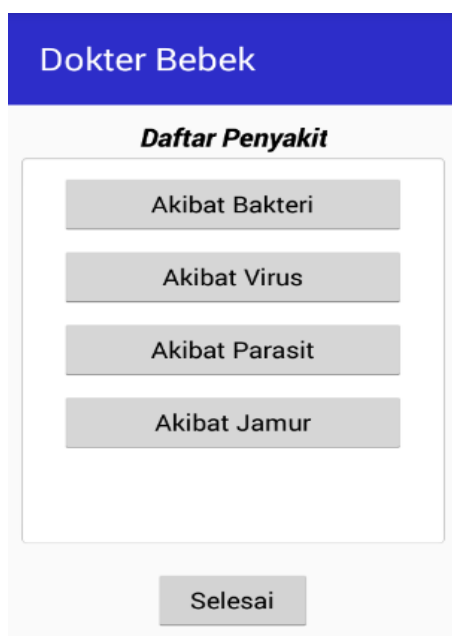 Dokter Bebek
Daftar Penyakit
Akibat Bakteri
Akibat Virus
Akibat Parasit
Akibat Jamur
Selesai